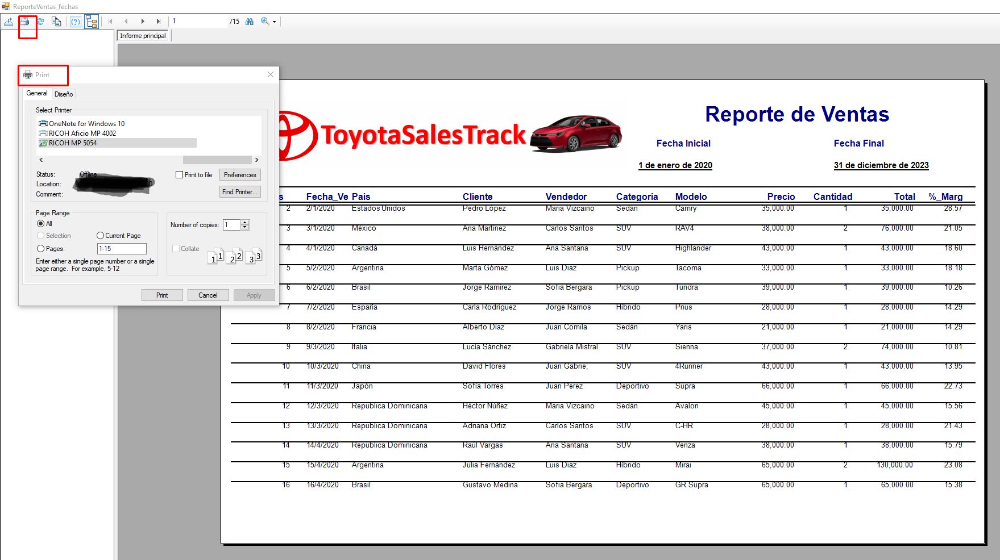 ReporteVentas_fechas
1 /15
Informe principal
Print
General Diseño
Select Printer
OneNote for Windows 10
RICOH Aficio MP 4002
RICOH MP 5054
Status: Offline
Print to file Preferences
Location:
Comment:
Find Printer...
Page Range
All
Selection Current Page
Pages: 1-15
Enter either a single page number or a single
page range. For example, 5-12
Number of copies: 1
Collate
1 1 2 2 3 3
Print Cancel Apply
ToyotaSalesTrack
Reporte de Ventas
Fecha Inicial Fecha Final
1 de enero de 2020 31 de diciembre de 2023
s Fecha_Ve Pais Cliente Vendedor Categoria Modelo Precio Cantidad Total %_Marg
2 2/1/2020 Estados Unidos Pedro López Maria Vizcaino Sedán Camry 35,000.00 1 35,000.00 28.57
3 3/1/2020 México Ana Martínez Carlos Santos SUV RAV4 38,000.00 2 76,000.00 21.05
4 4/1/2020 Canadá Luis Hernández Ana Santana SUV Highlander 43,000.00 1 43,000.00 18.60
5 5/2/2020 Argentina Marta Gómez Luis Diaz Pickup Tacoma 33,000.00 1 33,000.00 18.18
6 6/2/2020 Brasil Jorge Ramírez Sofia Bergara Pickup Tundra 39,000.00 1 39,000.00 10.26
7 7/2/2020 España Carla Rodríguez Jorge Ramos Híbrido Prius 28,000.00 1 28,000.00 14.29
8 8/2/2020 Francia Alberto Díaz Juan Comila Sedán Yaris 21,000.00 1 21,000.00 14.29
9 9/3/2020 Italia Lucía Sánchez Gabriela Mistral SUV Sienna 37,000.00 2 74,000.00 10.81
10 10/3/2020 China David Flores Juan Gabrie; SUV 4Runner 43,000.00 1 43,000.00 13.95
11 11/3/2020 Japón Sofía Torres Juan Perez Deportivo Supra 66,000.00 1 66,000.00 22.73
12 12/3/2020 Republica Dominicana Héctor Núñez Maria Vizcaino Sedán Avalon 45,000.00 1 45,000.00 15.56
13 13/3/2020 Republica Dominicana Adriana Ortiz Carlos Santos SUV C-HR 28,000.00 1 28,000.00 21.43
14 14/4/2020 Republica Dominicana Raúl Vargas Ana Santana SUV Venza 38,000.00 1 38,000.00 15.79
15 15/4/2020 Argentina Julia Fernández Luis Diaz Híbrido Mirai 65,000.00 2 130,000.00 23.08
16 16/4/2020 Brasil Gustavo Medina Sofia Bergara Deportivo GR Supra 65,000.00 1 65,000.00 15.38